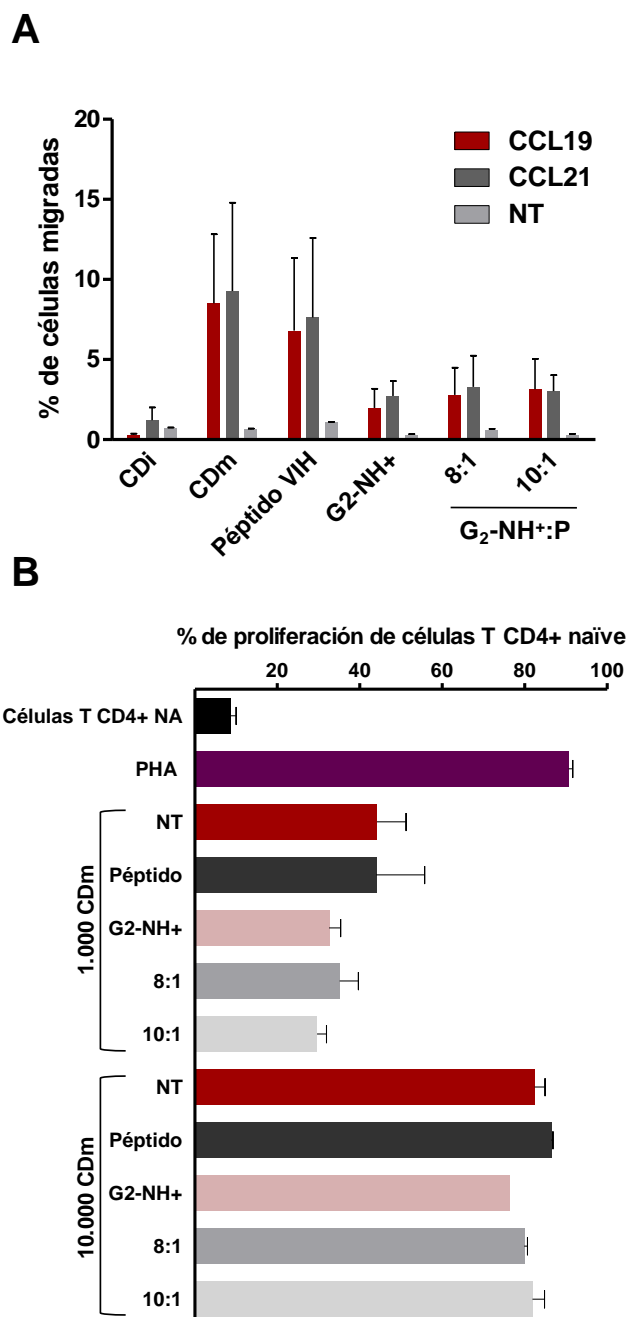 A
% de células migradas
20
15
10
5
0
CCL19
CCL21
NT
CDi
CDm
Péptido VIH
G2-NH+
8:1
10:1
G₂-NH⁺:P
B
% de proliferación de células T CD4+ naïve
20
40
60
80
100
Células T CD4+ NA
PHA
1.000 CDm
NT
Péptido
G2-NH+
8:1
10:1
10.000 CDm
NT
Péptido
G2-NH+
8:1
10:1